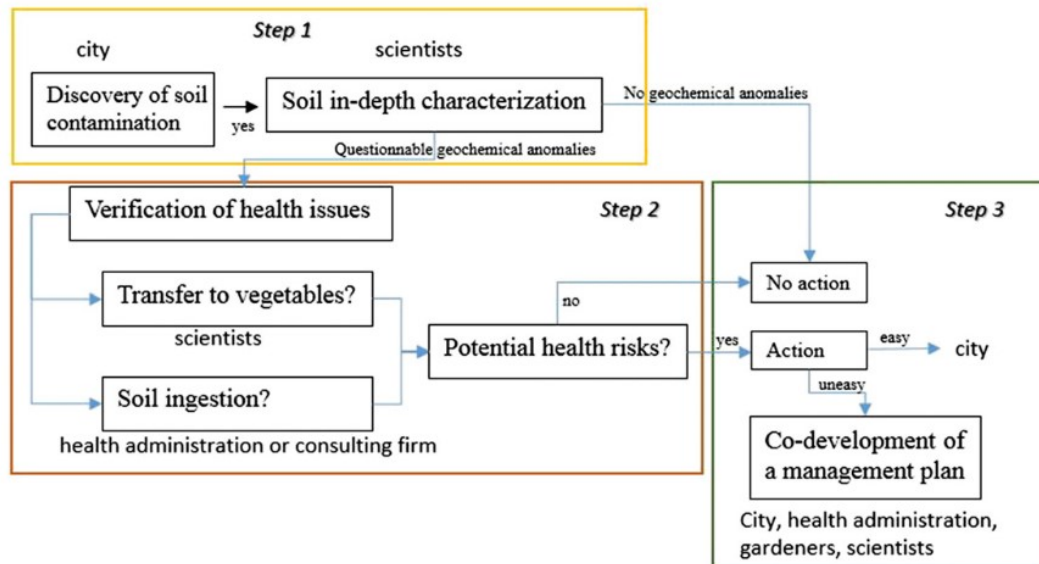 Step 1
city
scientists
Discovery of soil
contamination
yes
Soil in-depth characterization
No geochemical anomalies
Questionnable geochemical anomalies
Step 2
Verification of health issues
Transfer to vegetables?
scientists
Soil ingestion?
health administration or consulting firm
Potential health risks?
no
yes
Step 3
No action
Action
easy
city
uneasy
Co-development of
a management plan
City, health administration,
gardeners, scientists